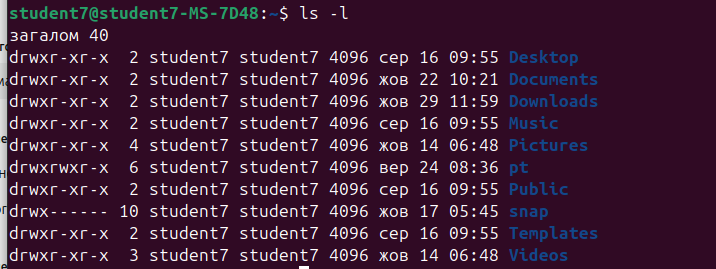 student7@student7-MS-7D48:~$ ls -l
загалом 40
drwxr-xr-x  2 student7 student7 4096 сер 16 09:55 Desktop
drwxr-xr-x  2 student7 student7 4096 жов 22 10:21 Documents
drwxr-xr-x  2 student7 student7 4096 жов 29 11:59 Downloads
drwxr-xr-x  2 student7 student7 4096 сер 16 09:55 Music
drwxr-xr-x  4 student7 student7 4096 жов 14 06:48 Pictures
drwxrwxr-x  6 student7 student7 4096 вер 24 08:36 pt
drwxr-xr-x  2 student7 student7 4096 сер 16 09:55 Public
drwx------ 10 student7 student7 4096 жов 17 05:45 snap
drwxr-xr-x  2 student7 student7 4096 сер 16 09:55 Templates
drwxr-xr-x  3 student7 student7 4096 жов 14 06:48 Videos